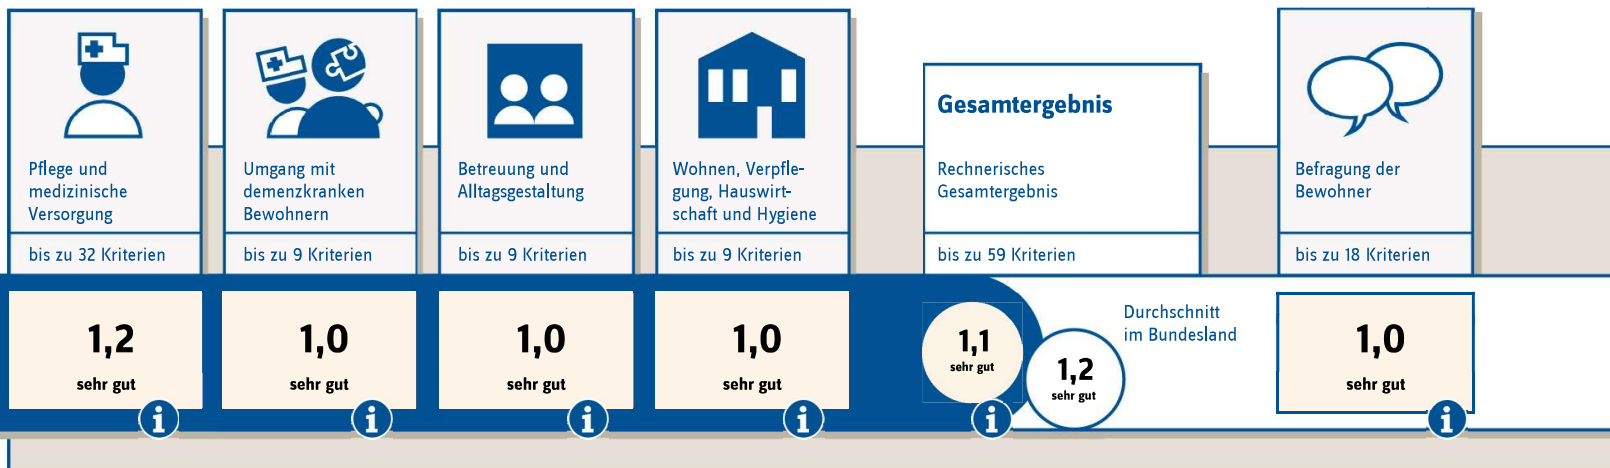 Pflege und
medizinische
Versorgung
bis zu 32 Kriterien
1,2
sehr gut
i
Umgang mit
demenzkranken
Bewohnern
bis zu 9 Kriterien
1,0
sehr gut
i
Betreuung und
Alltagsgestaltung
bis zu 9 Kriterien
1,0
sehr gut
i
Wohnen, Verpfle-
gung, Hauswirt-
schaft und Hygiene
bis zu 9 Kriterien
1,0
sehr gut
i
Gesamtergebnis
Rechnerisches
Gesamtergebnis
bis zu 59 Kriterien
1,1
sehr gut
i
Durchschnitt
im Bundesland
1,2
sehr gut
Befragung der
Bewohner
bis zu 18 Kriterien
1,0
sehr gut
i